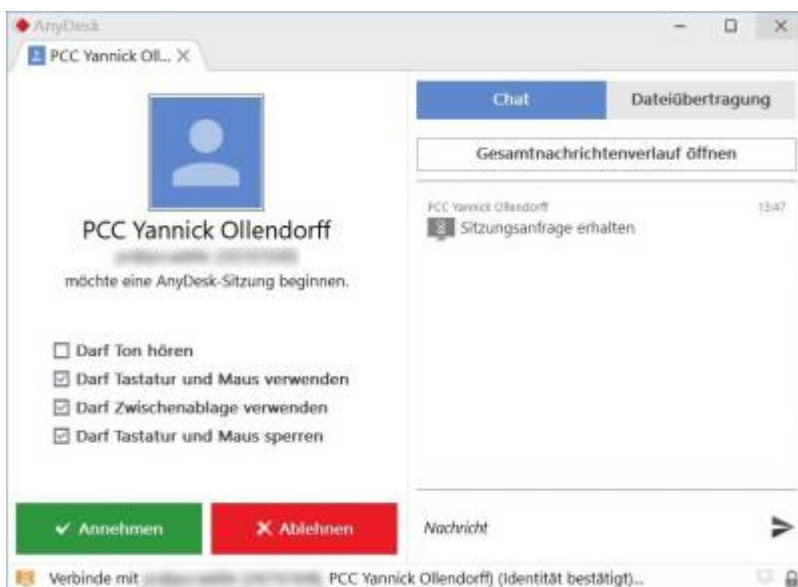 AnyDesk
PCC Yannick Oll...
PCC Yannick Ollendorff
möchte eine AnyDesk-Sitzung beginnen.
Darf Ton hören
Darf Tastatur und Maus verwenden
Darf Zwischenablage verwenden
Darf Tastatur und Maus sperren
Annehmen
Ablehnen
Chat
Dateiübertragung
Gesamtnachrichtenverlauf öffnen
PCC Yannick Ollendorff 13:47
Sitzungsanfrage erhalten
Nachricht
Verbinde mit PCC Yannick Ollendorff) (Identität bestätigt)...